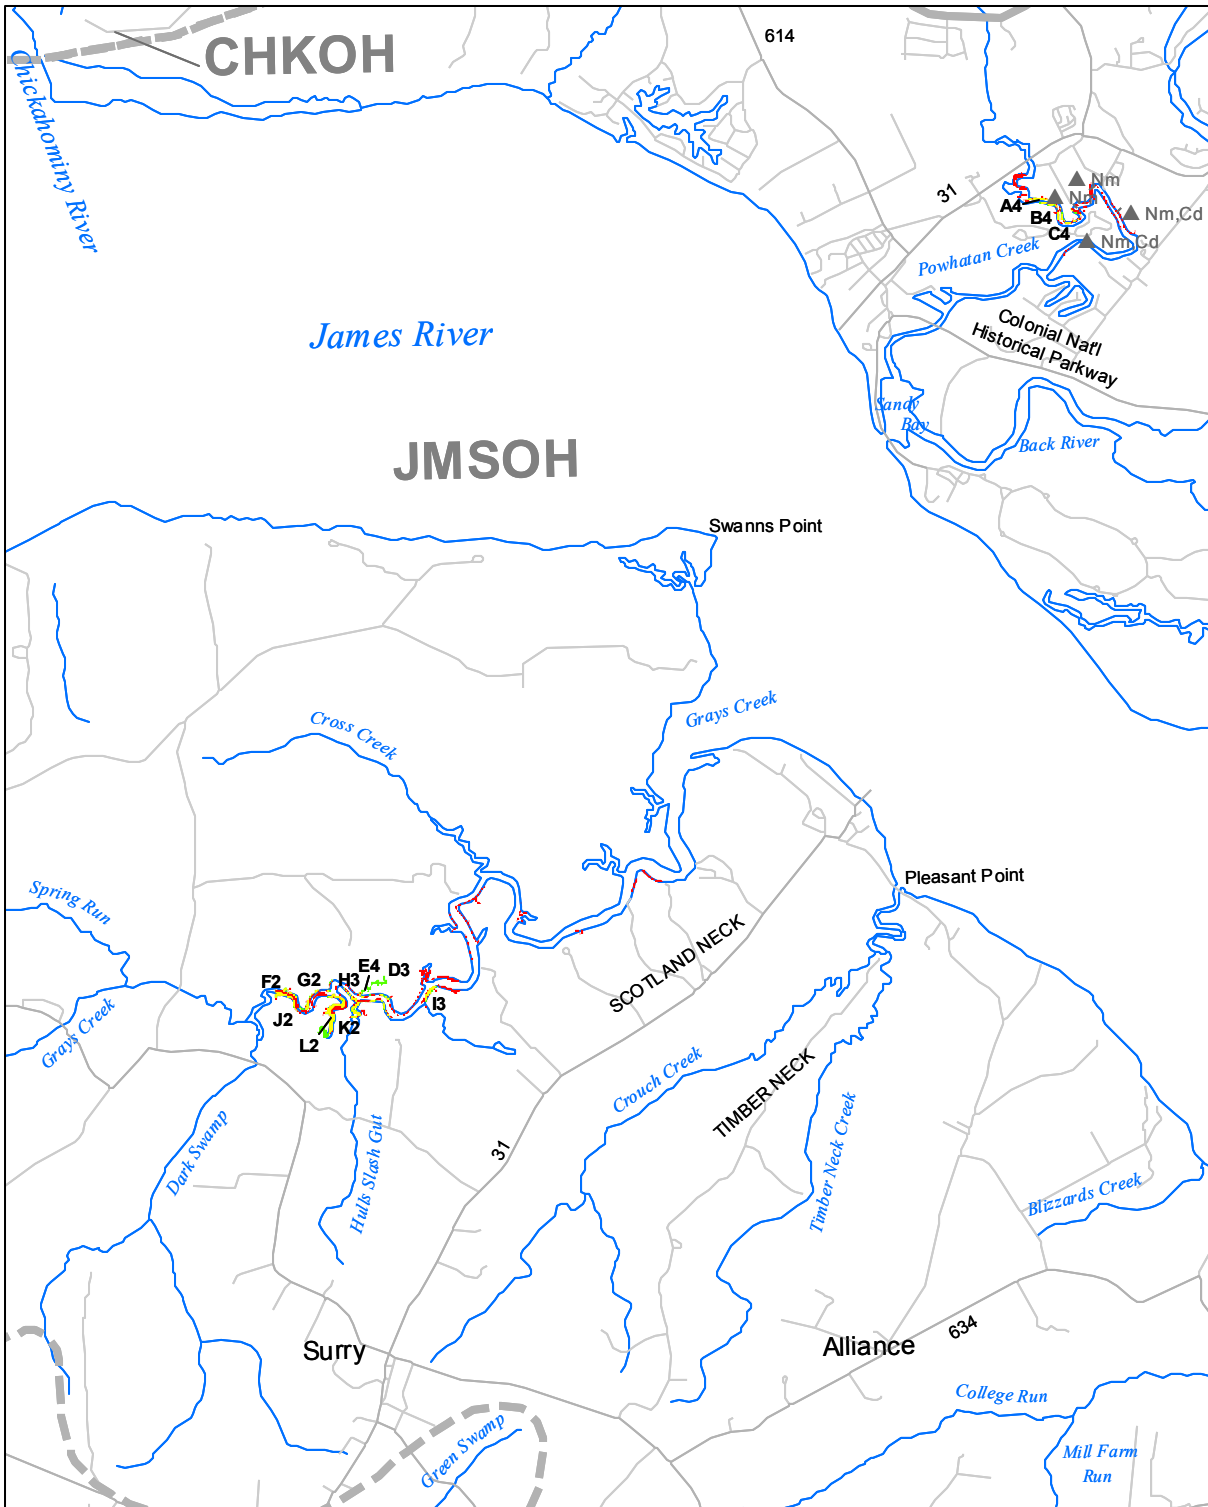 CHKOH
614
Chickahominy River
Nm
31
A4
B4
Nm,Cd
C4
Nm,Cd
Powhatan Creek
James River
Colonial Nat'l
Historical Parkway
Sandy
Bay
Back River
JMSOH
Swanns Point
Grays Creek
Cross Creek
Pleasant Point
Spring Run
SCOTLAND NECK
E4
D3
F2
G2
H3
I3
J2
K2
L2
Grays Creek
Crouch Creek
TIMBER NECK
Timber Neck Creek
Dark Swamp
Hulls Slash Gut
31
Blizzards Creek
634
Surry
Alliance
College Run
Green Swamp
Mill Farm
Run